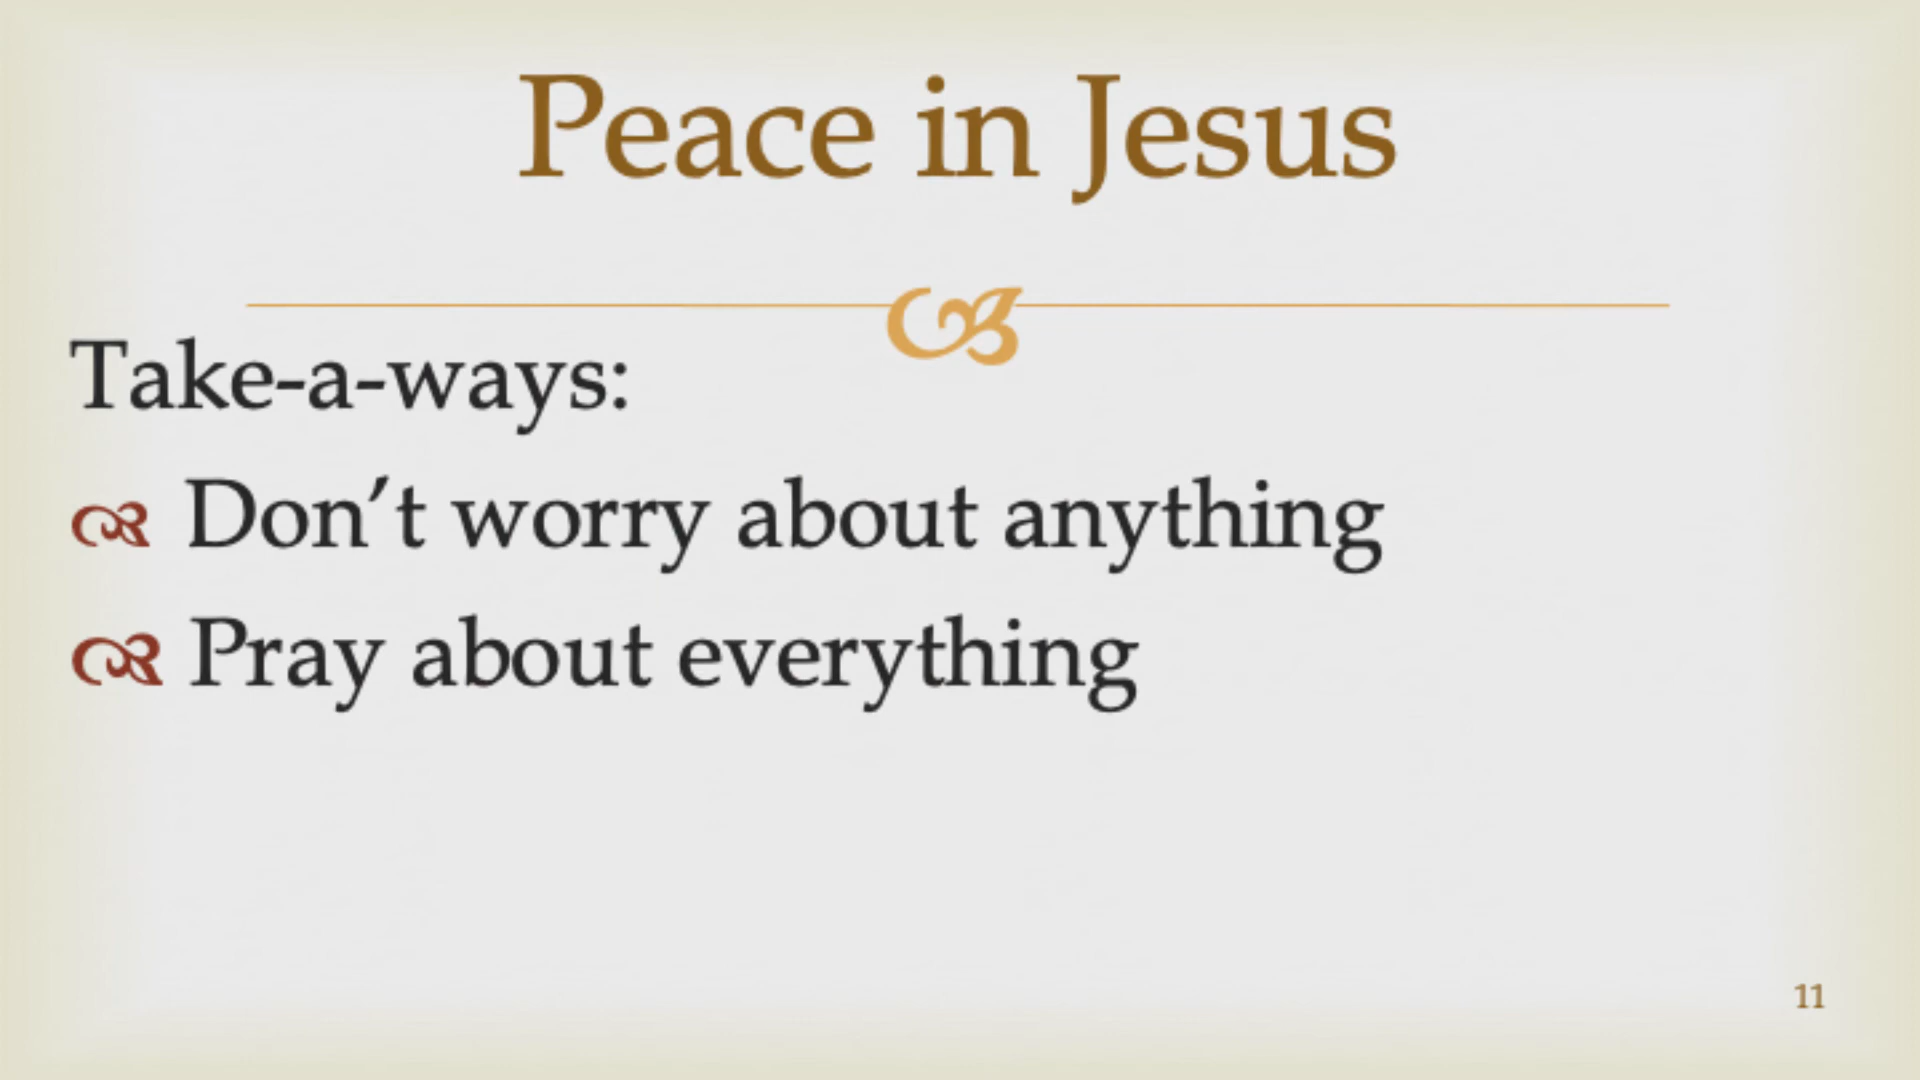 Peace in Jesus
Take-a-ways:
Don’t worry about anything
Pray about everything
11